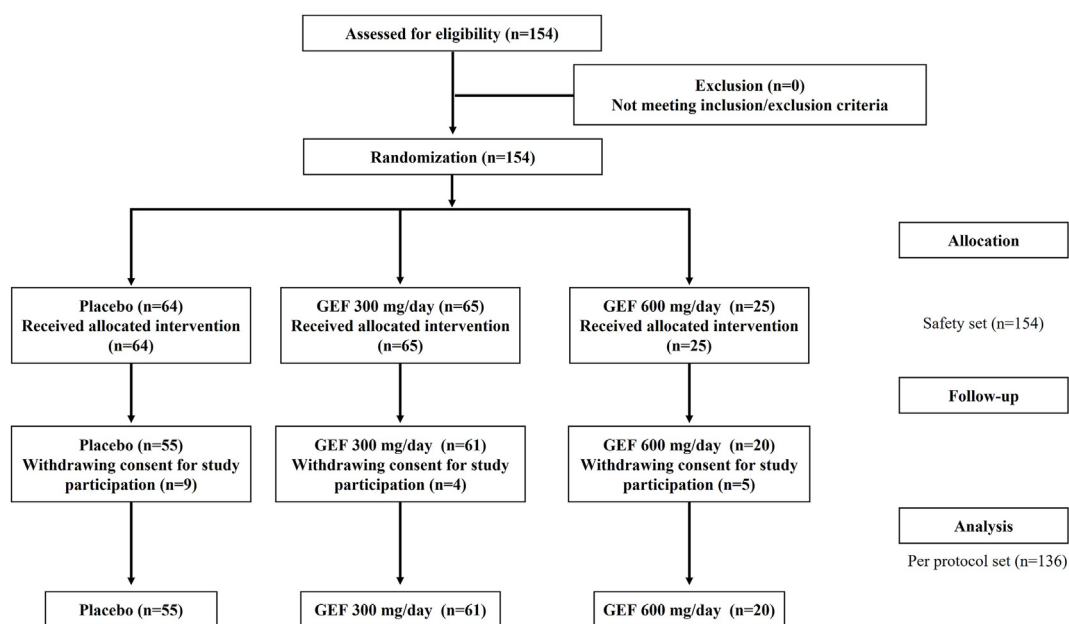 Assessed for eligibility (n=154)
Exclusion (n=0)
Not meeting inclusion/exclusion criteria
Randomization (n=154)
Allocation
Placebo (n=64)
Received allocated intervention
(n=64)
GEF 300 mg/day (n=65)
Received allocated intervention
(n=65)
GEF 600 mg/day (n=25)
Received allocated intervention
(n=25)
Safety set (n=154)
Follow-up
Placebo (n=55)
Withdrawing consent for study
participation (n=9)
GEF 300 mg/day (n=61)
Withdrawing consent for study
participation (n=4)
GEF 600 mg/day (n=20)
Withdrawing consent for study
participation (n=5)
Analysis
Per protocol set (n=136)
Placebo (n=55)
GEF 300 mg/day (n=61)
GEF 600 mg/day (n=20)